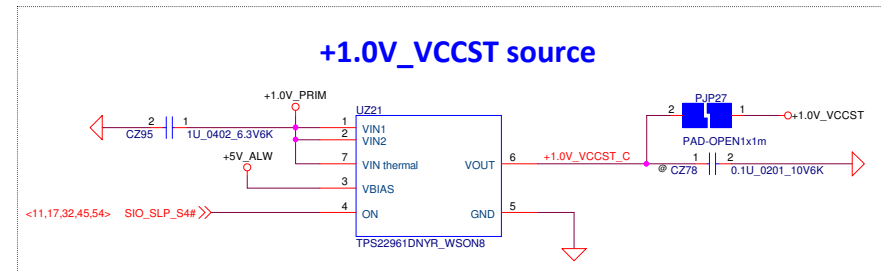 +1.0V_VCCST source
+1.0V_PRIM
UZ21
PJP27
2 1
2 1
+1.0V_VCCST
CZ95
1U_0402_6.3V6K
1 VIN1
2 VIN2
PAD-OPEN1x1m
+5V_ALW
7 VIN thermal
VOUT 6
+1.0V_VCCST_C
1 2
@ CZ78
0.1U_0201_10V6K
3 VBIAS
<11,17,32,45,54> SIO_SLP_S4#
4 ON
GND 5
TPS22961DNYR_WSON8